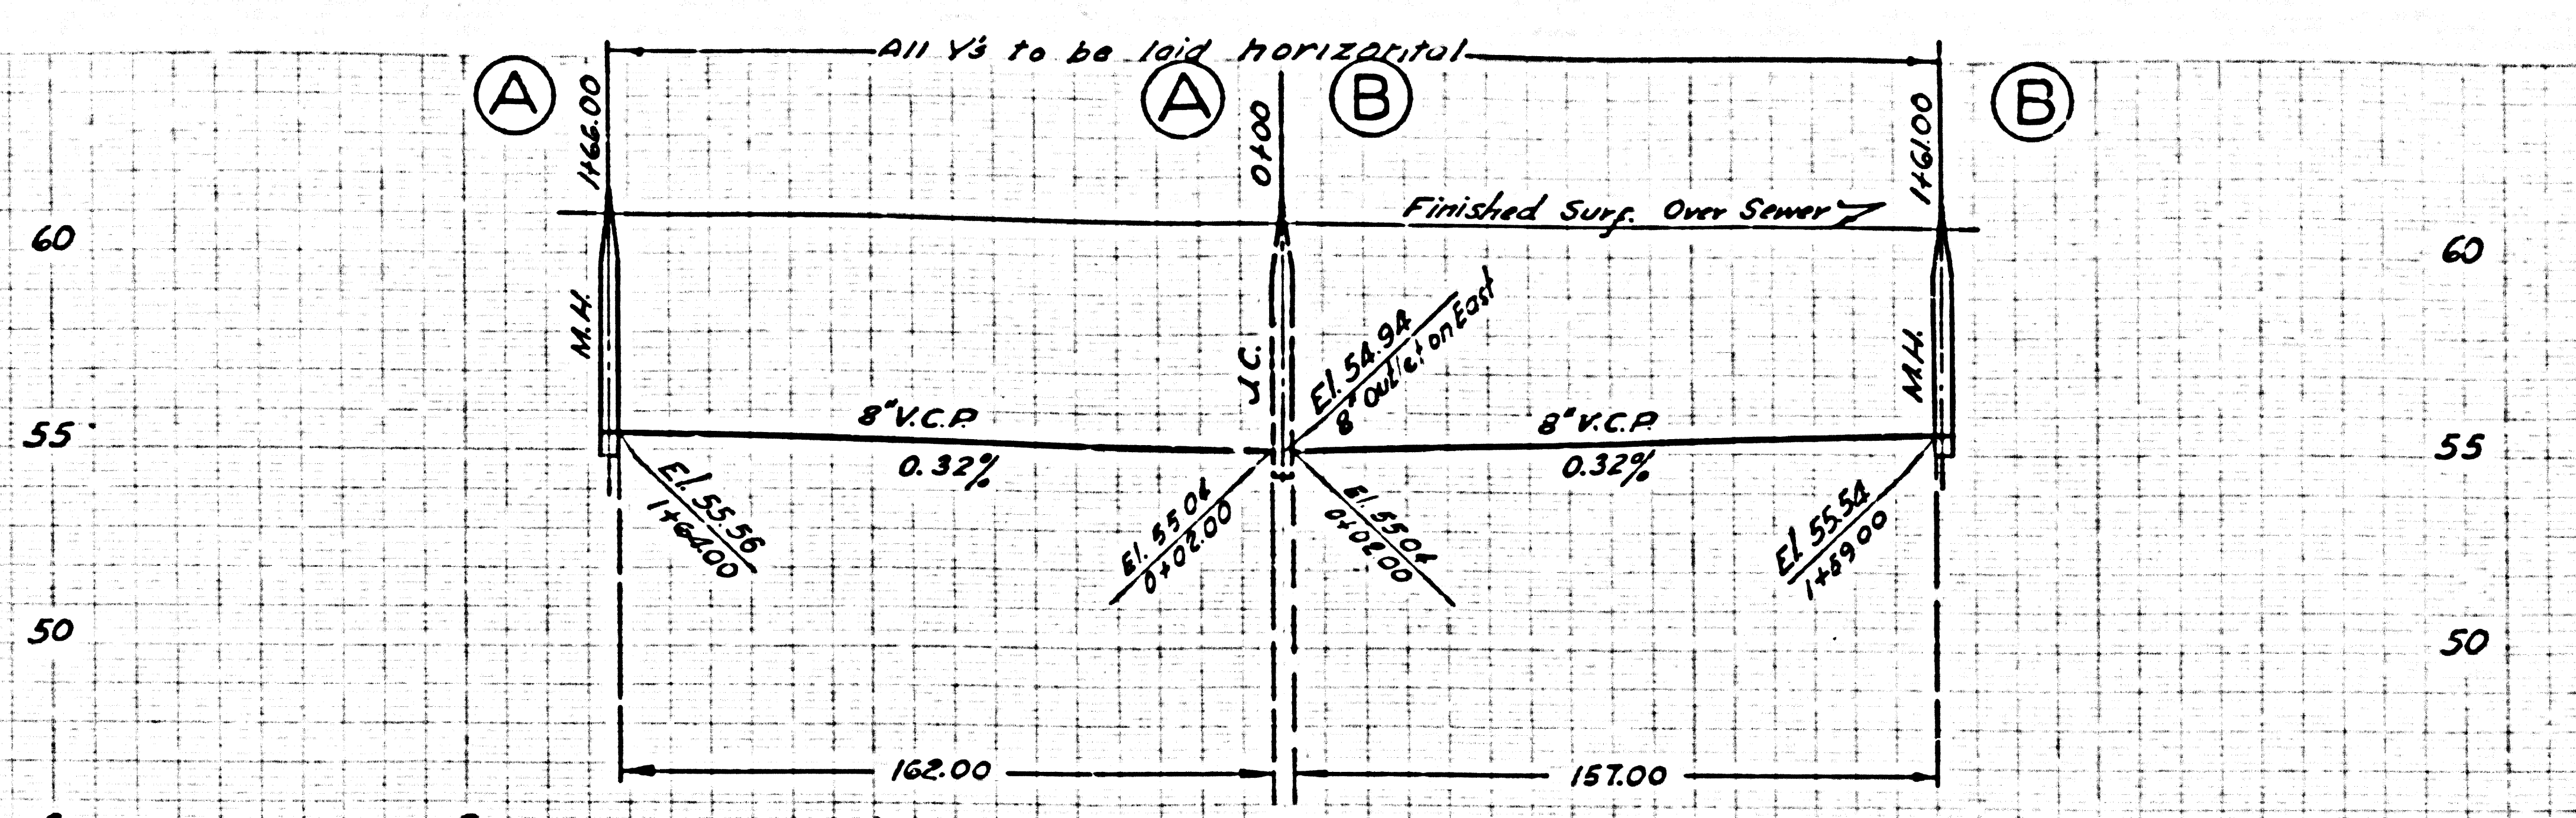 All Y's to be laid horizontal
A
1+66.00
A
0+00
B
1+61.00
B
Finished Surf. Over Sewer
60
60
M.H.
J.C.
El. 54.94
8" Outlet on East
M.H.
8" V.C.P.
0.32%
8" V.C.P.
0.32%
55
55
El. 55.56
1+64.00
El. 55.04
0+02.00
El. 55.04
0+02.00
El. 55.54
1+59.00
50
50
162.00
157.00